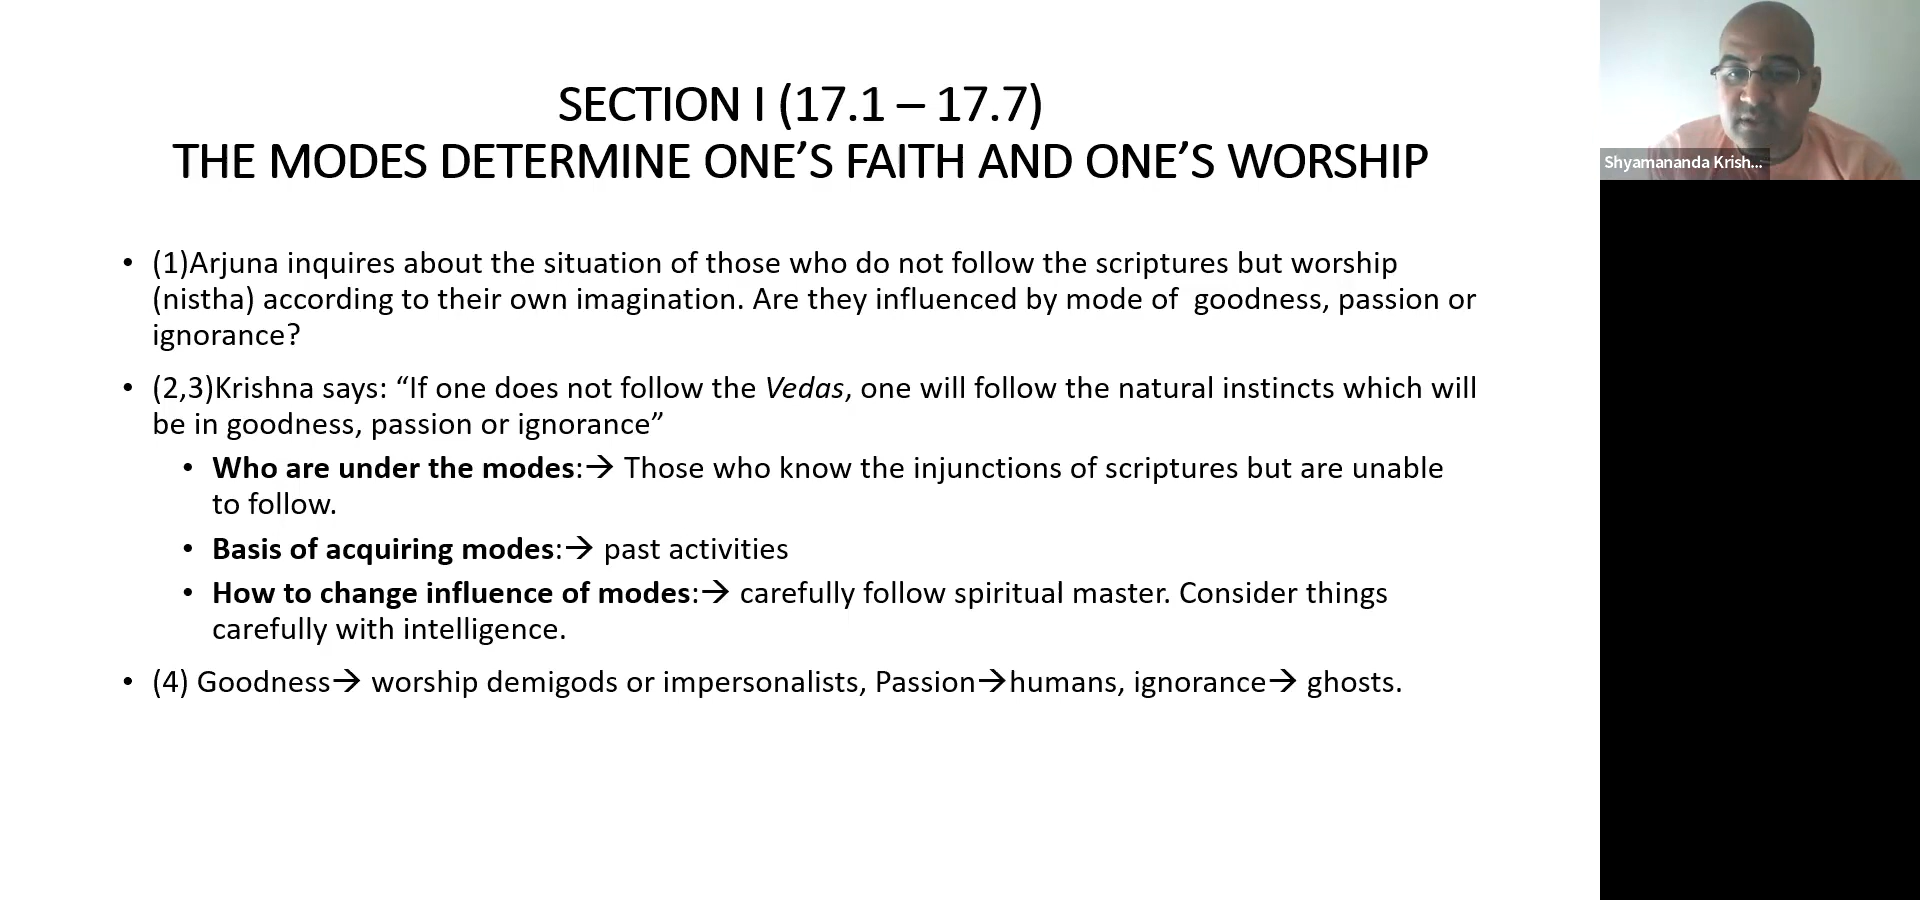 SECTION I (17.1 – 17.7)
THE MODES DETERMINE ONE’S FAITH AND ONE’S WORSHIP
• (1)Arjuna inquires about the situation of those who do not follow the scriptures but worship
(nistha) according to their own imagination. Are they influenced by mode of  goodness, passion or
ignorance?
• (2,3)Krishna says: “If one does not follow the Vedas, one will follow the natural instincts which will
be in goodness, passion or ignorance”
• Who are under the modes:→ Those who know the injunctions of scriptures but are unable
to follow.
• Basis of acquiring modes:→ past activities
• How to change influence of modes:→ carefully follow spiritual master. Consider things
carefully with intelligence.
• (4) Goodness→ worship demigods or impersonalists, Passion→humans, ignorance→ ghosts.
Shyamananda Krish...